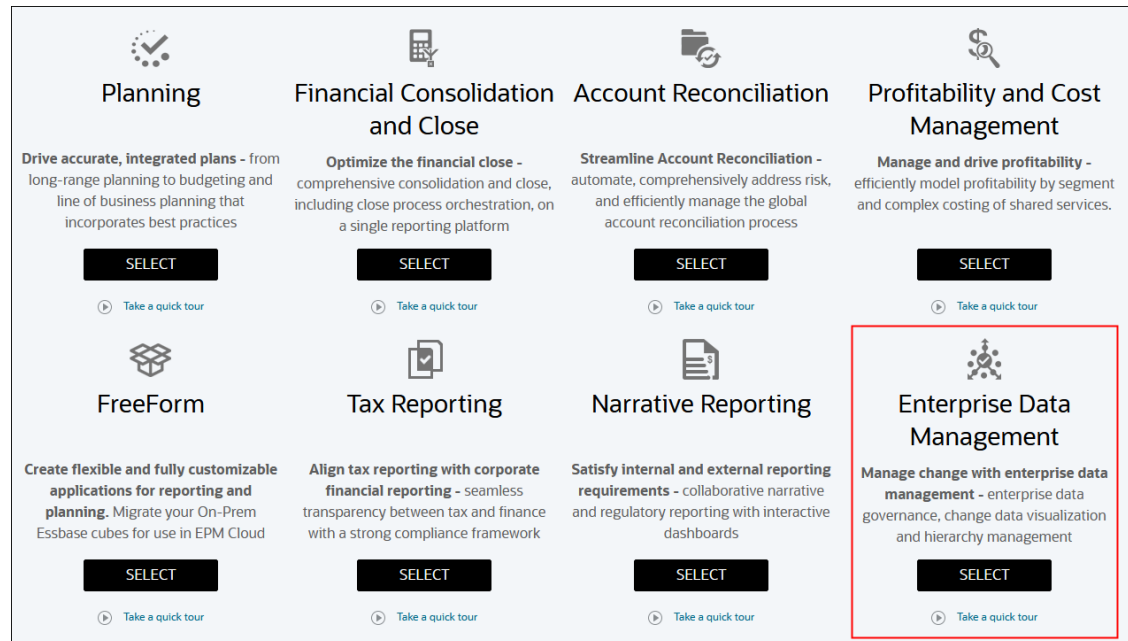 Planning
Drive accurate, integrated plans - from
long-range planning to budgeting and
line of business planning that
incorporates best practices
SELECT
Take a quick tour
Financial Consolidation
and Close
Optimize the financial close -
comprehensive consolidation and close,
including close process orchestration, on
a single reporting platform
SELECT
Take a quick tour
Account Reconciliation
Streamline Account Reconciliation -
automate, comprehensively address risk,
and efficiently manage the global
account reconciliation process
SELECT
Take a quick tour
Profitability and Cost
Management
Manage and drive profitability -
efficiently model profitability by segment
and complex costing of shared services.
SELECT
Take a quick tour
FreeForm
Create flexible and fully customizable
applications for reporting and
planning. Migrate your On-Prem
Essbase cubes for use in EPM Cloud
SELECT
Take a quick tour
Tax Reporting
Align tax reporting with corporate
financial reporting - seamless
transparency between tax and finance
with a strong compliance framework
SELECT
Take a quick tour
Narrative Reporting
Satisfy internal and external reporting
requirements - collaborative narrative
and regulatory reporting with interactive
dashboards
SELECT
Take a quick tour
Enterprise Data
Management
Manage change with enterprise data
management - enterprise data
governance, change data visualization
and hierarchy management
SELECT
Take a quick tour